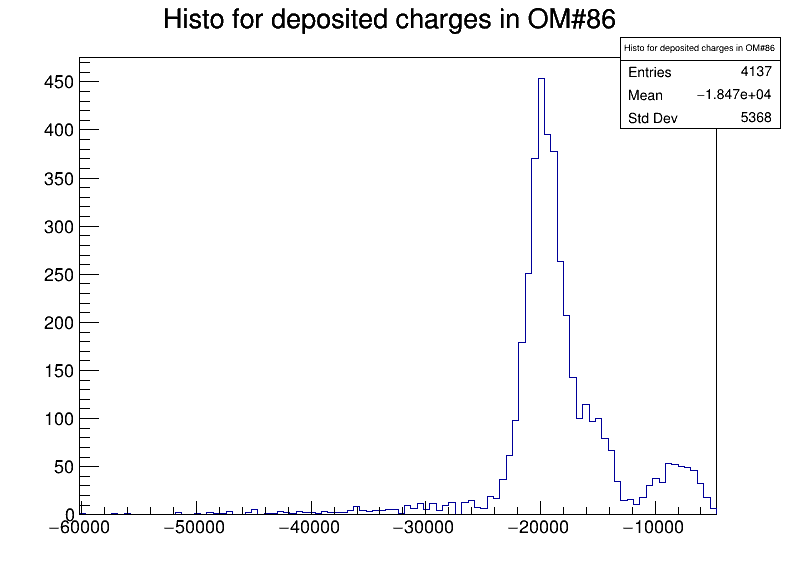 Histo for deposited charges in OM#86
Histo for deposited charges in OM#86
Entries 4137
Mean −1.847e+04
Std Dev 5368
450
400
350
300
250
200
150
100
50
0
−60000 −50000 −40000 −30000 −20000 −10000